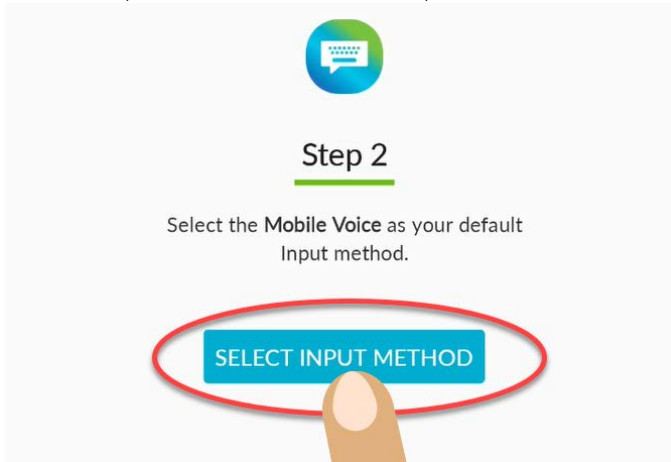 Step 2
Select the Mobile Voice as your default
Input method.
SELECT INPUT METHOD